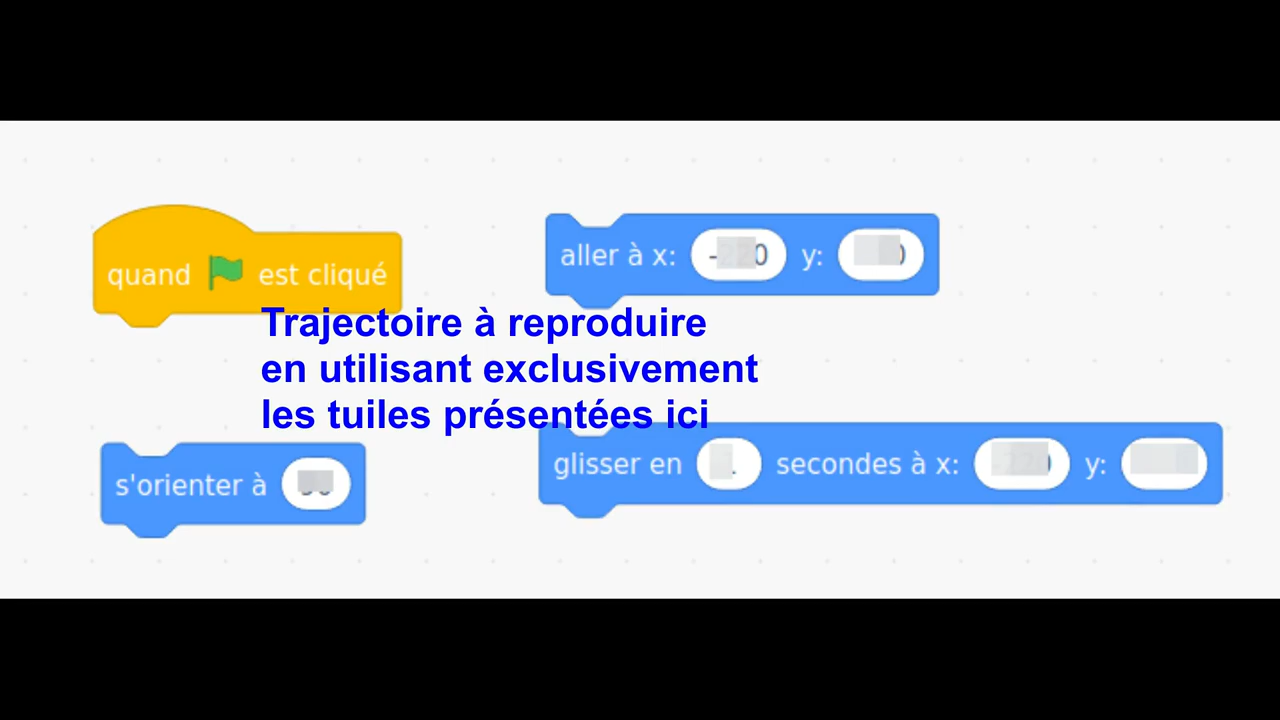 quand est cliqué
aller à x: y:
Trajectoire à reproduire
en utilisant exclusivement
les tuiles présentées ici
s'orienter à
glisser en secondes à x: y: